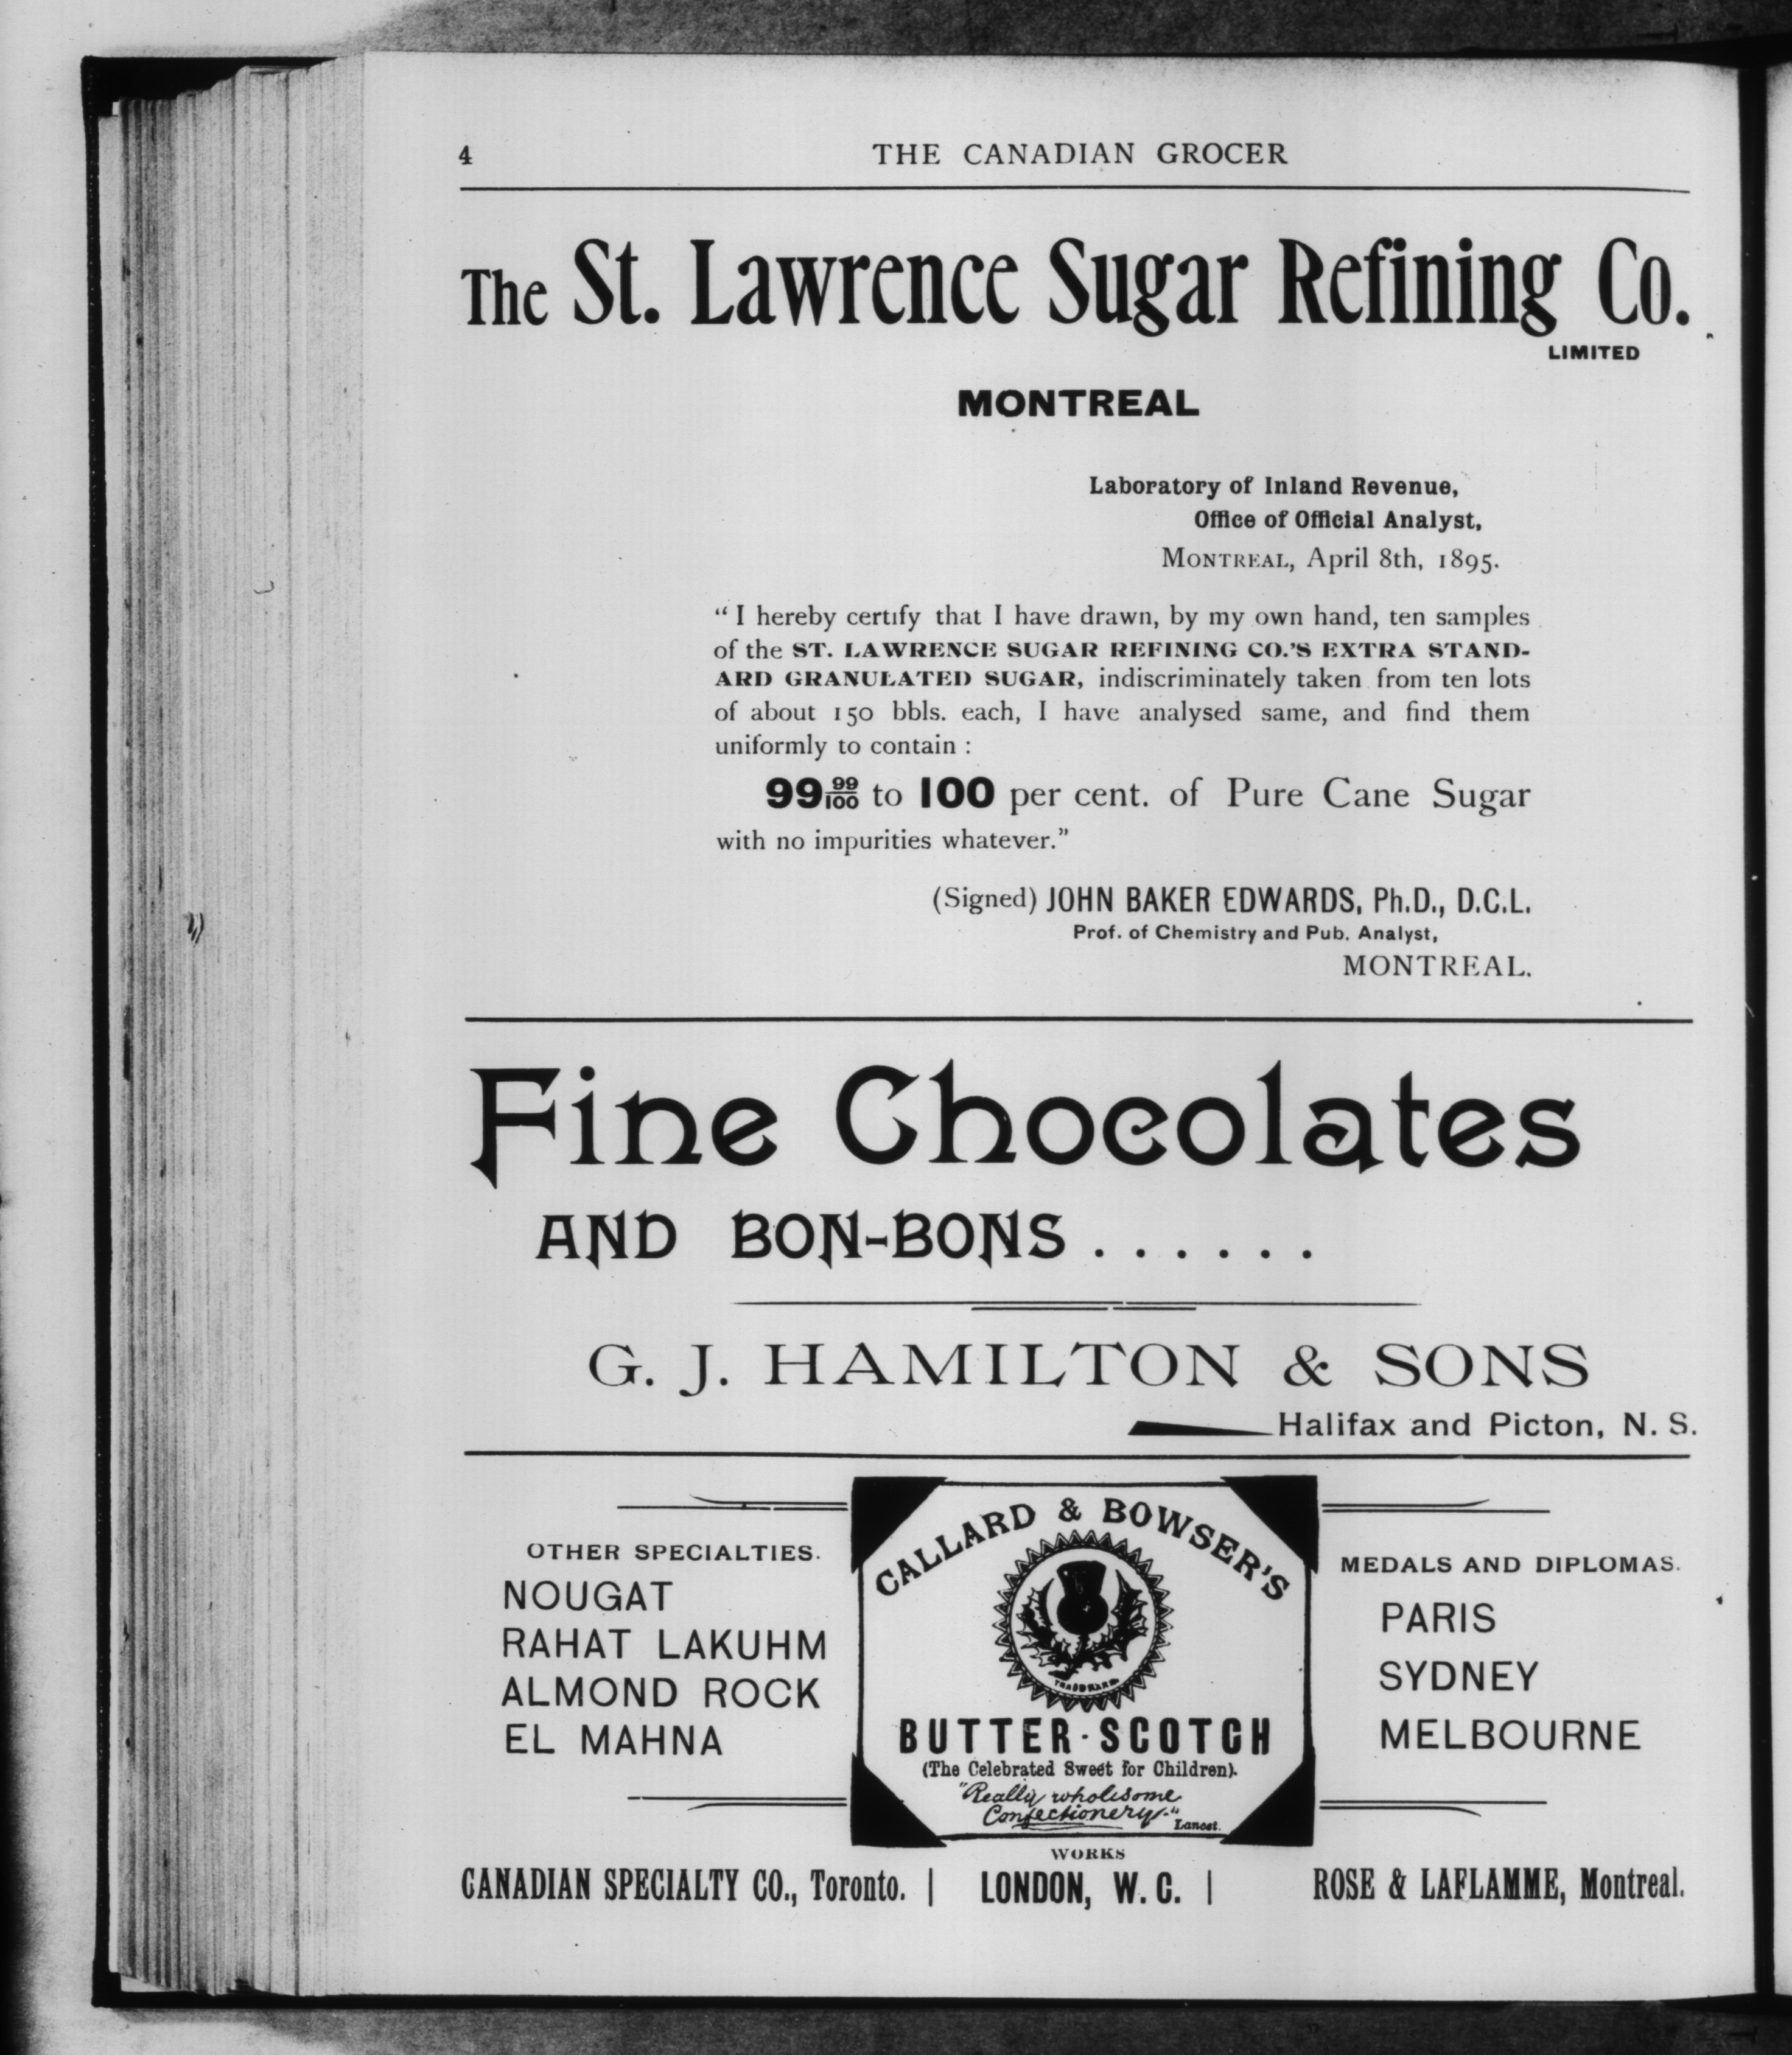 4
THE CANADIAN GROCER
The St. Lawrence Sugar Refining Co.
LIMITED
MONTREAL
Laboratory of Inland Revenue,
Office of Official Analyst,
MONTREAL, April 8th, 1895.
“ I hereby certify that I have drawn, by my own hand, ten samples
of the ST. LAWRENCE SUGAR REFINING CO.’S EXTRA STAND-
ARD GRANULATED SUGAR, indiscriminately taken from ten lots
of about 150 bbls. each, I have analysed same, and find them
uniformly to contain :
99 99/100 to 100 per cent. of Pure Cane Sugar
with no impurities whatever.”
(Signed) JOHN BAKER EDWARDS, Ph.D., D.C.L.
Prof. of Chemistry and Pub. Analyst,
MONTREAL.
Fine Chocolates
AND BON-BONS . . . . . .
G. J. HAMILTON & SONS
Halifax and Picton, N. S.
OTHER SPECIALTIES.
NOUGAT
RAHAT LAKUHM
ALMOND ROCK
EL MAHNA
CALLARD & BOWSER’S
TRADE MARK
BUTTER-SCOTCH
(The Celebrated Sweet for Children).
“Really wholesome
Confectionery.”
Lancet.
MEDALS AND DIPLOMAS.
PARIS
SYDNEY
MELBOURNE
WORKS
CANADIAN SPECIALTY CO., Toronto. | LONDON, W. C. | ROSE & LAFLAMME, Montreal.